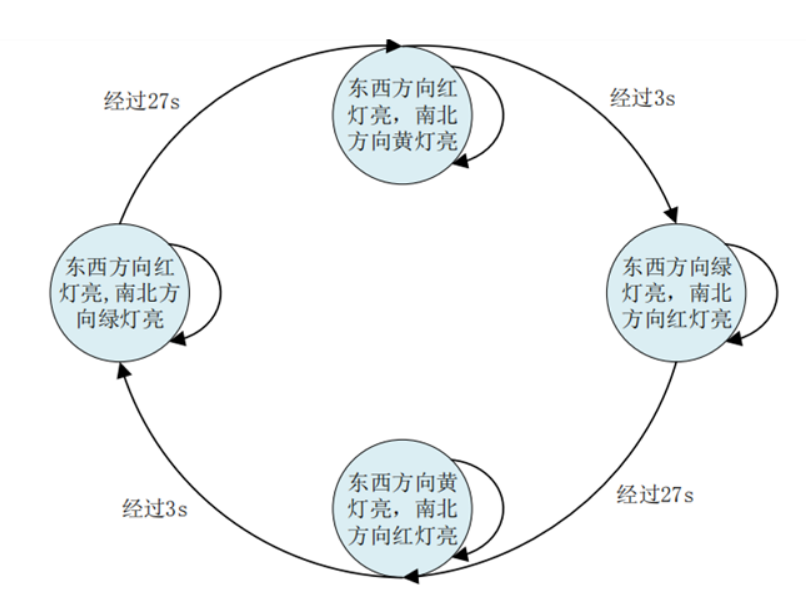 东西方向红
灯亮，南北
方向黄灯亮
经过27s
经过3s
东西方向红
灯亮,南北方
向绿灯亮
东西方向绿
灯亮，南北
方向红灯亮
东西方向黄
灯亮，南北
方向红灯亮
经过3s
经过27s